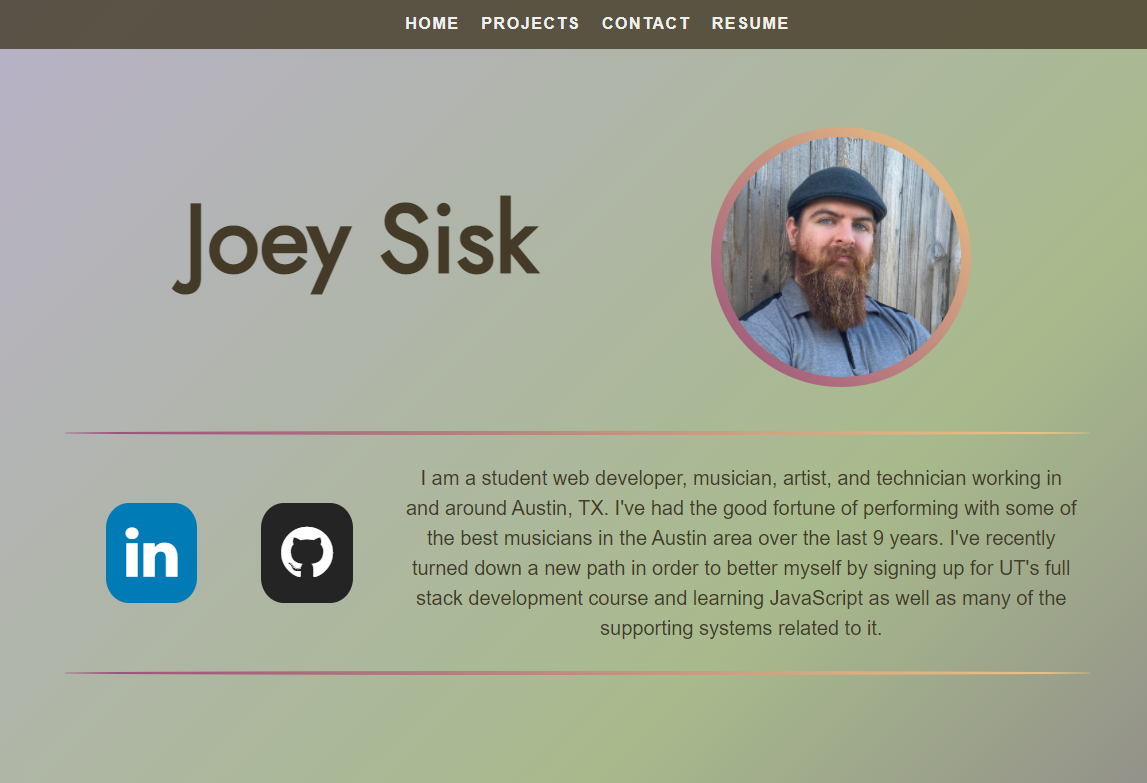 HOME PROJECTS CONTACT RESUME
Joey Sisk
I am a student web developer, musician, artist, and technician working in
and around Austin, TX. I've had the good fortune of performing with some of
the best musicians in the Austin area over the last 9 years. I've recently
turned down a new path in order to better myself by signing up for UT's full
stack development course and learning JavaScript as well as many of the
supporting systems related to it.
in